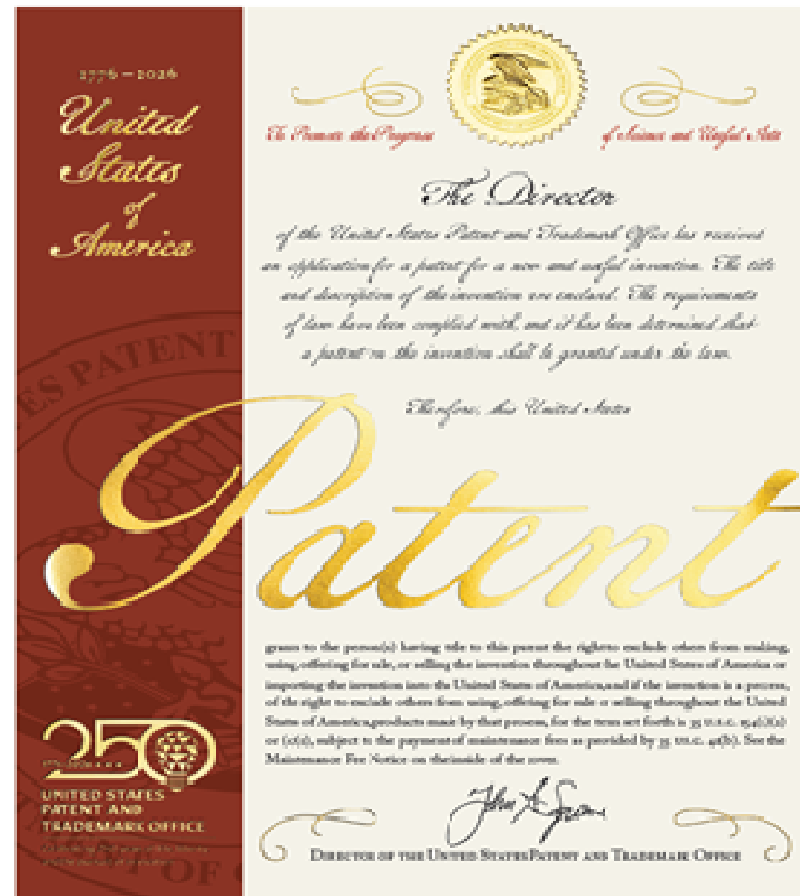 1776 – 2026
United
States
of
America
To Promote the Progress
of Science and Useful Arts
The Director
of the United States Patent and Trademark Office has received
an application for a patent for a new and useful invention. The title
and description of the invention are enclosed. The requirements
of law have been complied with, and it has been determined that
a patent on the invention shall be granted under the law.
Therefore, this United States
Patent
grants to the person(s) having title to this patent the right to exclude others from making,
using, offering for sale, or selling the invention throughout the United States of America or
importing the invention into the United States of America, and if the invention is a process,
of the right to exclude others from using, offering for sale or selling throughout the United
States of America, products made by that process, for the term set forth in 35 U.S.C. 154(a)(2)
or (c)(1), subject to the payment of maintenance fees as provided by 35 U.S.C. 41(b). See the
Maintenance Fee Notice on the inside of the cover.
DIRECTOR OF THE UNITED STATES PATENT AND TRADEMARK OFFICE
ES PATENT
250
UNITED STATES
PATENT AND
TRADEMARK OFFICE
T OF CO